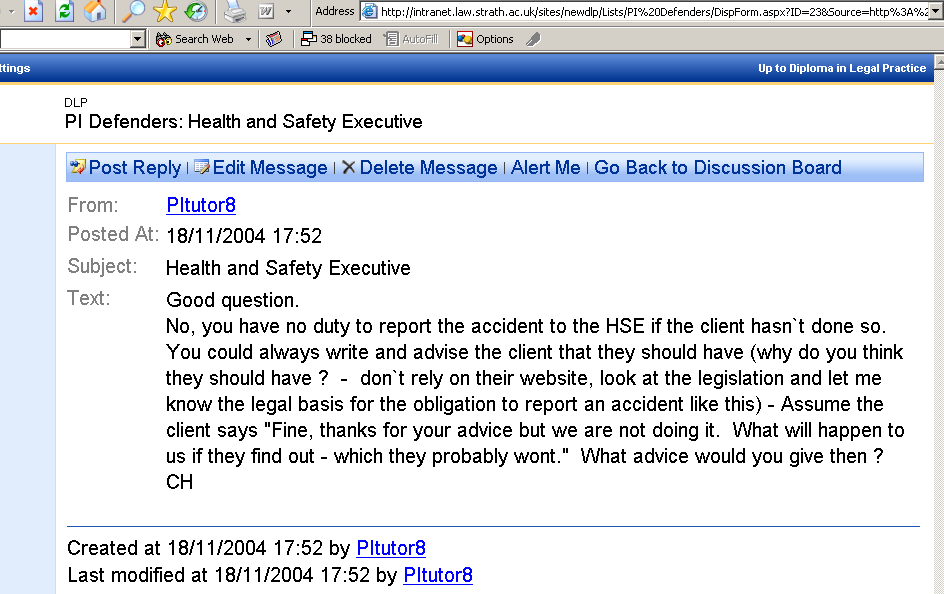 Address http://intranet.law.strath.ac.uk/sites/newdlp/Lists/PI%20Defenders/DispForm.aspx?ID=23&Source=http%3A%2
Search Web 38 blocked AutoFill Options
ttings Up to Diploma in Legal Practice
DLP
PI Defenders: Health and Safety Executive
Post Reply | Edit Message | Delete Message | Alert Me | Go Back to Discussion Board
From: PItutor8
Posted At: 18/11/2004 17:52
Subject: Health and Safety Executive
Text: Good question.
No, you have no duty to report the accident to the HSE if the client hasn`t done so.
You could always write and advise the client that they should have (why do you think
they should have ?  -  don`t rely on their website, look at the legislation and let me
know the legal basis for the obligation to report an accident like this) - Assume the
client says "Fine, thanks for your advice but we are not doing it.  What will happen to
us if they find out - which they probably wont."  What advice would you give then ?
CH
Created at 18/11/2004 17:52 by PItutor8
Last modified at 18/11/2004 17:52 by PItutor8